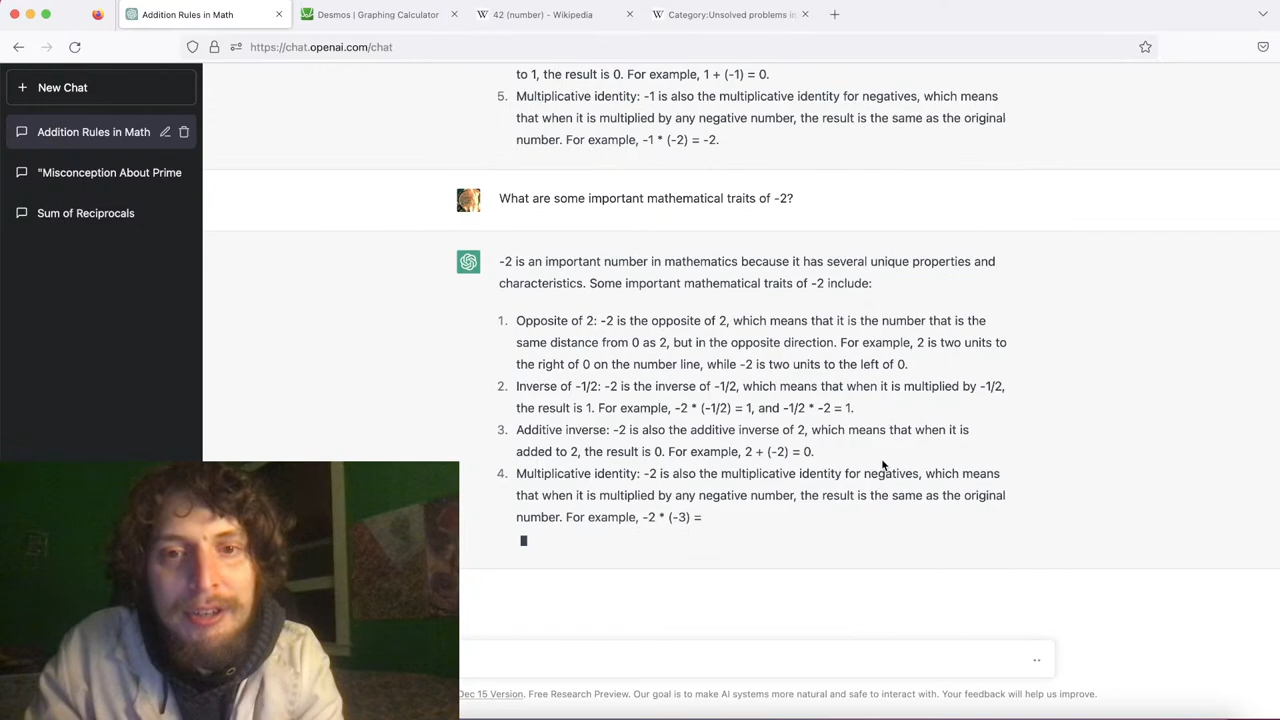 Addition Rules in Math
Desmos | Graphing Calculator
42 (number) - Wikipedia
Category:Unsolved problems in
https://chat.openai.com/chat
New Chat
Addition Rules in Math
"Misconception About Prime
Sum of Reciprocals
to 1, the result is 0. For example, 1 + (-1) = 0.
5. Multiplicative identity: -1 is also the multiplicative identity for negatives, which means
that when it is multiplied by any negative number, the result is the same as the original
number. For example, -1 * (-2) = -2.
What are some important mathematical traits of -2?
-2 is an important number in mathematics because it has several unique properties and
characteristics. Some important mathematical traits of -2 include:
1. Opposite of 2: -2 is the opposite of 2, which means that it is the number that is the
same distance from 0 as 2, but in the opposite direction. For example, 2 is two units to
the right of 0 on the number line, while -2 is two units to the left of 0.
2. Inverse of -1/2: -2 is the inverse of -1/2, which means that when it is multiplied by -1/2,
the result is 1. For example, -2 * (-1/2) = 1, and -1/2 * -2 = 1.
3. Additive inverse: -2 is also the additive inverse of 2, which means that when it is
added to 2, the result is 0. For example, 2 + (-2) = 0.
4. Multiplicative identity: -2 is also the multiplicative identity for negatives, which means
that when it is multiplied by any negative number, the result is the same as the original
number. For example, -2 * (-3) =
Dec 15 Version. Free Research Preview. Our goal is to make AI systems more natural and safe to interact with. Your feedback will help us improve.